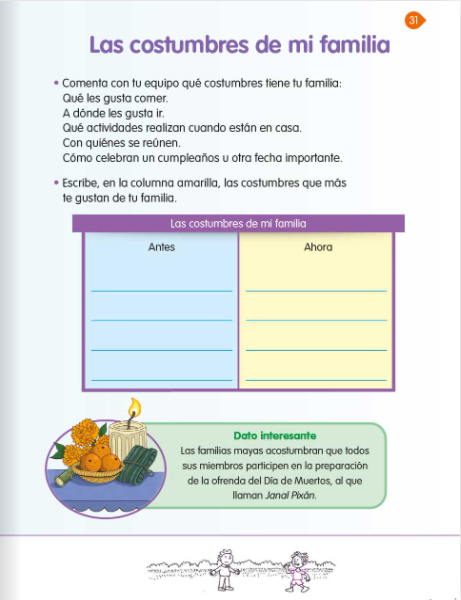 31
Las costumbres de mi familia
• Comenta con tu equipo qué costumbres tiene tu familia:
Qué les gusta comer.
A dónde les gusta ir.
Qué actividades realizan cuando están en casa.
Con quiénes se reúnen.
Cómo celebran un cumpleaños u otra fecha importante.
• Escribe, en la columna amarilla, las costumbres que más
te gustan de tu familia.
Las costumbres de mi familia
Antes
Ahora
Dato interesante
Las familias mayas acostumbran que todos
sus miembros participen en la preparación
de la ofrenda del Día de Muertos, al que
llaman Janal Pixán.